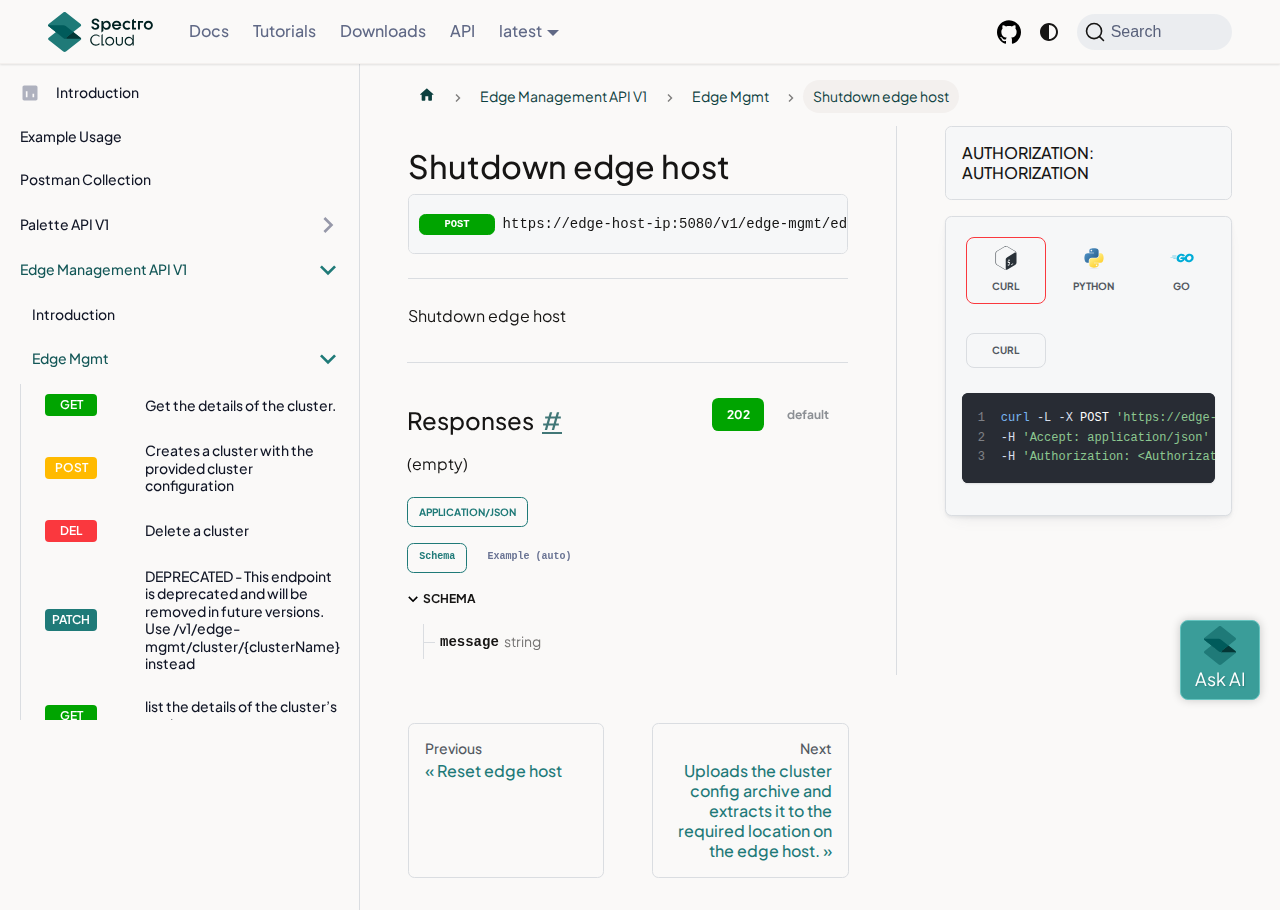 Spectro Cloud
Docs
Tutorials
Downloads
API
latest
Search
Introduction
Example Usage
Postman Collection
Palette API V1
Edge Management API V1
Introduction
Edge Mgmt
GET Get the details of the cluster.
POST Creates a cluster with the
provided cluster
configuration
DEL Delete a cluster
PATCH DEPRECATED - This endpoint
is deprecated and will be
removed in future versions.
Use /v1/edge-
mgmt/cluster/{clusterName}
instead
GET list the details of the cluster's
Edge Management API V1 > Edge Mgmt > Shutdown edge host
Shutdown edge host
POST https://edge-host-ip:5080/v1/edge-mgmt/ed
Shutdown edge host
Responses #
202 default
(empty)
APPLICATION/JSON
Schema Example (auto)
SCHEMA
message string
Previous
« Reset edge host
Next
Uploads the cluster
config archive and
extracts it to the
required location on
the edge host. »
AUTHORIZATION:
AUTHORIZATION
CURL
PYTHON
GO
CURL
1 curl -L -X POST 'https://edge-
2 -H 'Accept: application/json'
3 -H 'Authorization: <Authorizat
Ask AI